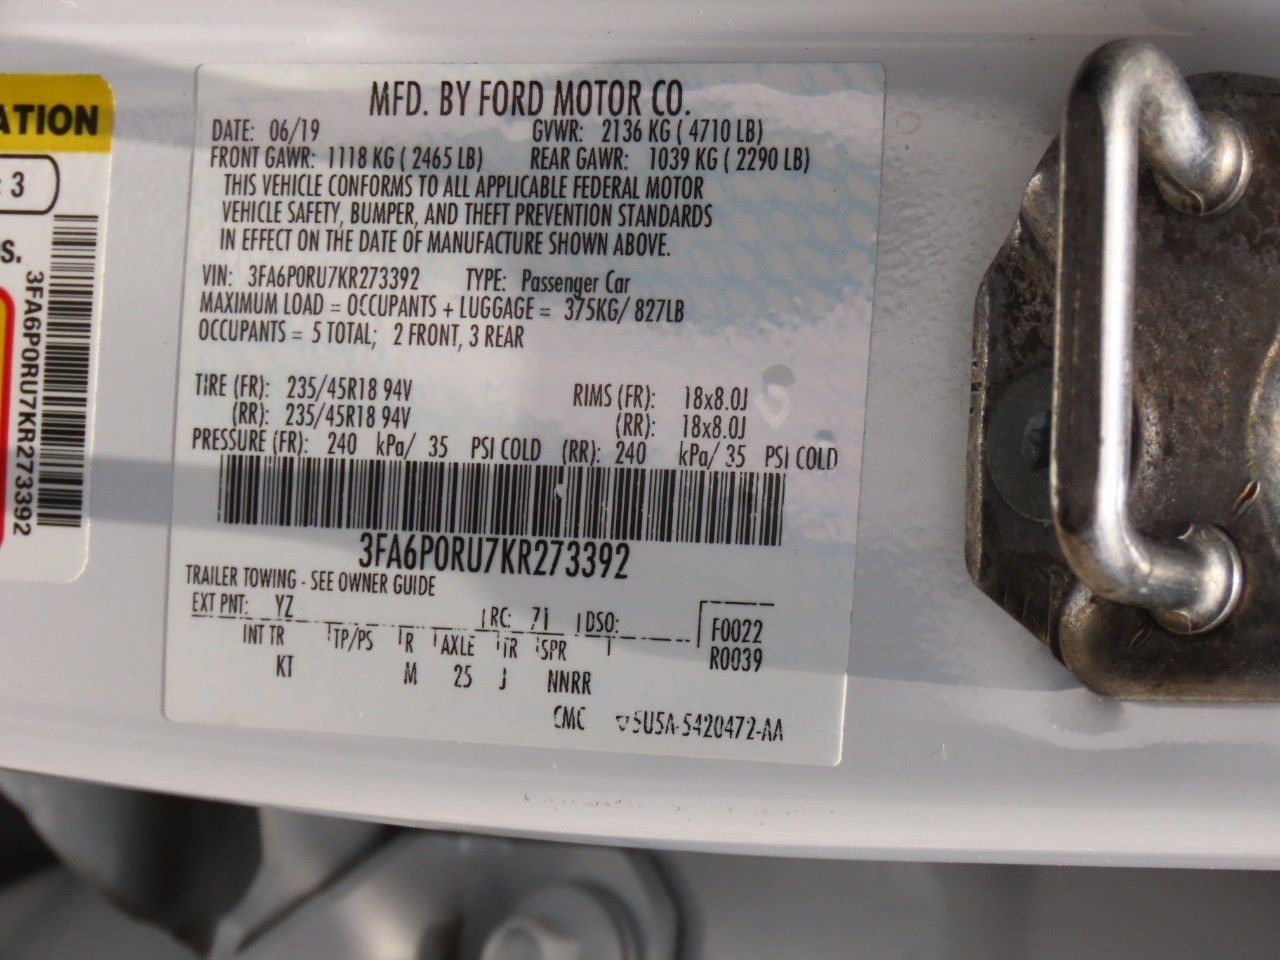 ATION
: 3
s.
3FA6P0RU7KR273392
MFD. BY FORD MOTOR CO.
DATE: 06/19 GVWR: 2136 KG ( 4710 LB)
FRONT GAWR: 1118 KG ( 2465 LB) REAR GAWR: 1039 KG ( 2290 LB)
THIS VEHICLE CONFORMS TO ALL APPLICABLE FEDERAL MOTOR
VEHICLE SAFETY, BUMPER, AND THEFT PREVENTION STANDARDS
IN EFFECT ON THE DATE OF MANUFACTURE SHOWN ABOVE.
VIN: 3FA6P0RU7KR273392 TYPE: Passenger Car
MAXIMUM LOAD = OCCUPANTS + LUGGAGE = 375KG/ 827LB
OCCUPANTS = 5 TOTAL; 2 FRONT, 3 REAR
TIRE (FR): 235/45R18 94V RIMS (FR): 18x8.0J
(RR): 235/45R18 94V (RR): 18x8.0J
PRESSURE (FR): 240 kPa/ 35 PSI COLD (RR): 240 kPa/ 35 PSI COLD
3FA6P0RU7KR273392
TRAILER TOWING - SEE OWNER GUIDE
EXT PNT: YZ RC: 71 DSO: F0022
INT TR TP/PS R AXLE TR SPR R0039
KT M 25 J NNRR
CMC 5U5A-5420472-AA